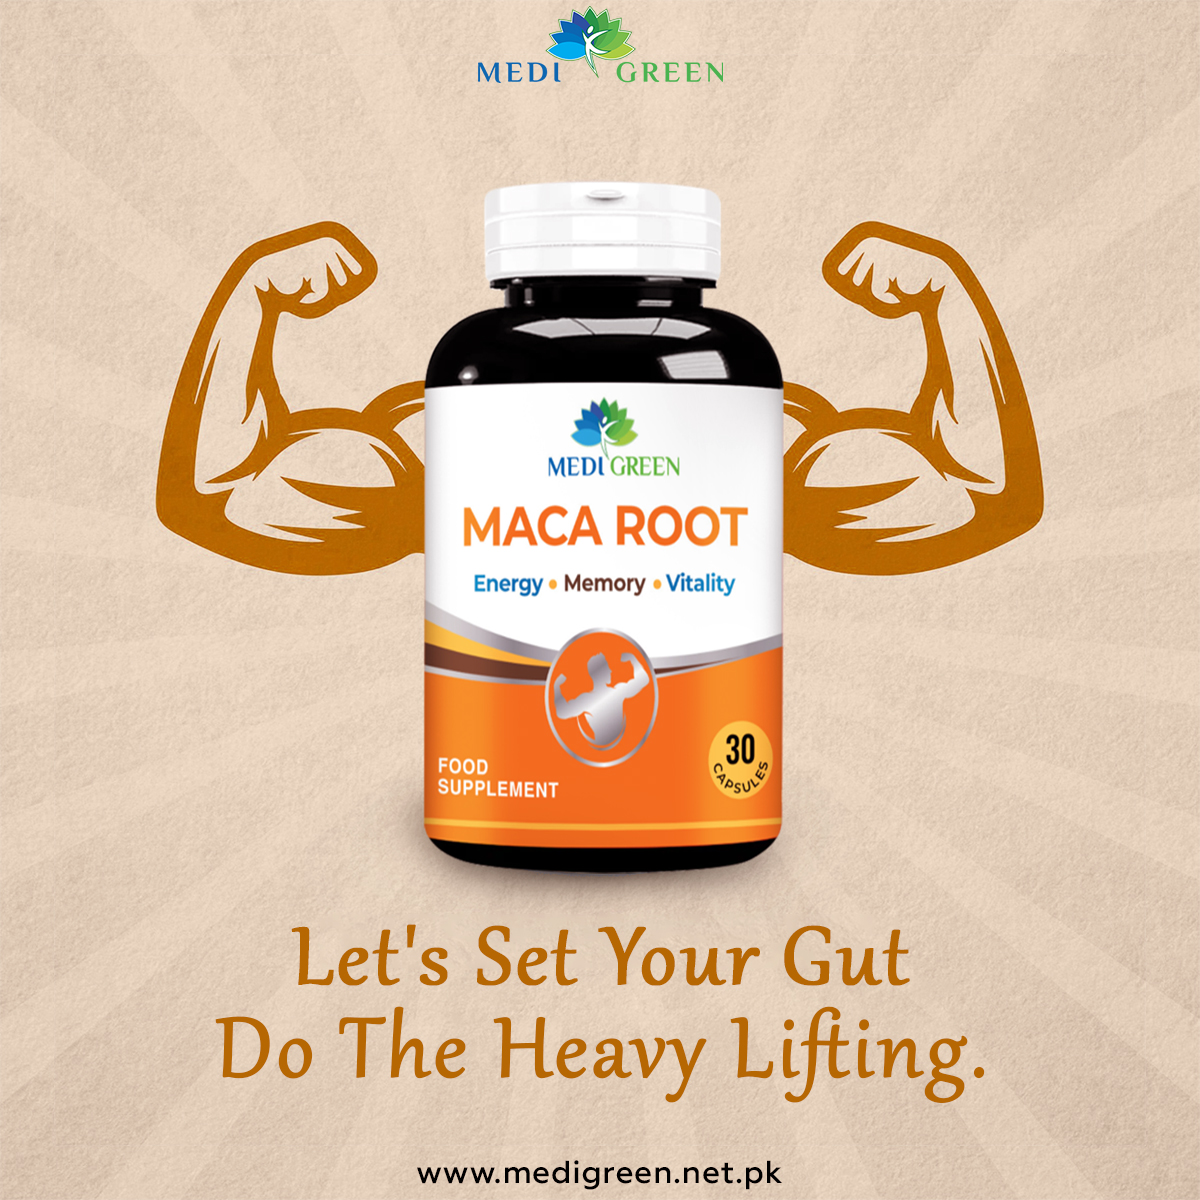 MEDI GREEN
MEDI GREEN
MACA ROOT
Energy • Memory • Vitality
FOOD
SUPPLEMENT
30
CAPSULES
Let's Set Your Gut
Do The Heavy Lifting.
www.medigreen.net.pk